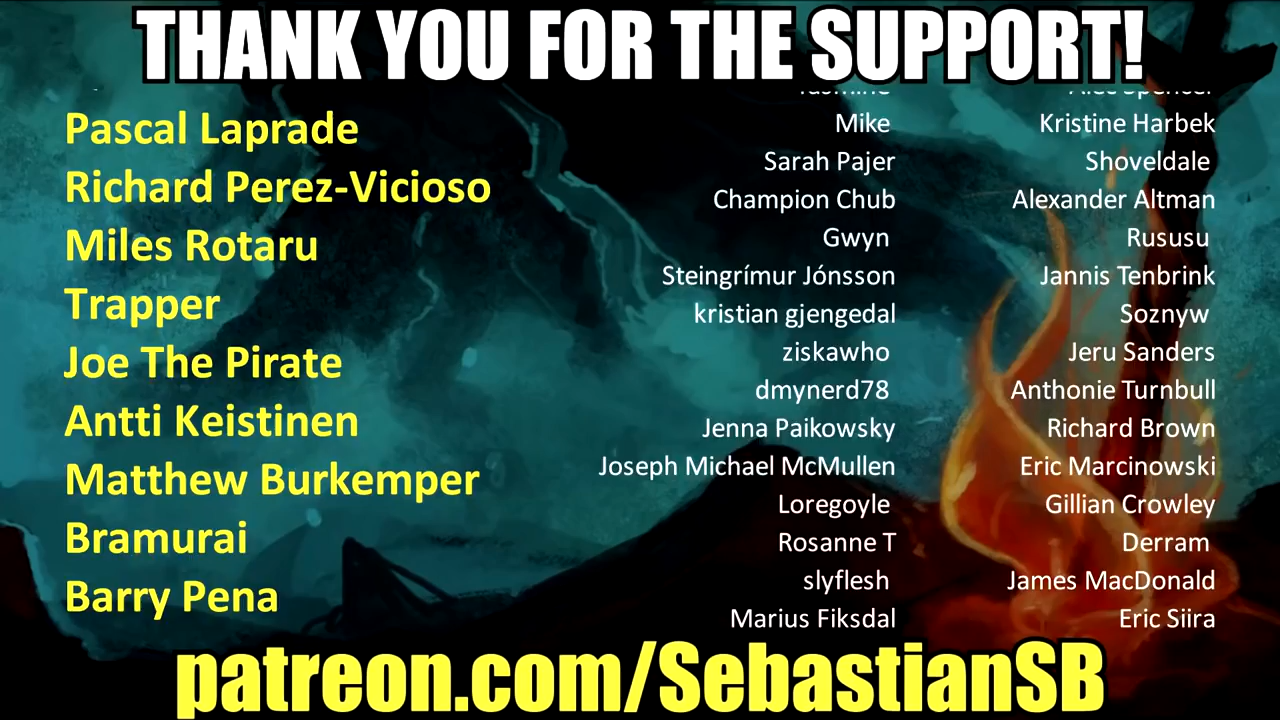 THANK YOU FOR THE SUPPORT!
Pascal Laprade
Richard Perez-Vicioso
Miles Rotaru
Trapper
Joe The Pirate
Antti Keistinen
Matthew Burkemper
Bramurai
Barry Pena
Mike
Sarah Pajer
Champion Chub
Gwyn
Steingrímur Jónsson
kristian gjengedal
ziskawho
dmynerd78
Jenna Paikowsky
Joseph Michael McMullen
Loregoyle
Rosanne T
slyflesh
Marius Fiksdal
Alec Spencer
Kristine Harbek
Shoveldale
Alexander Altman
Rususu
Jannis Tenbrink
Soznyw
Jeru Sanders
Anthonie Turnbull
Richard Brown
Eric Marcinowski
Gillian Crowley
Derram
James MacDonald
Eric Siira
patreon.com/SebastianSB